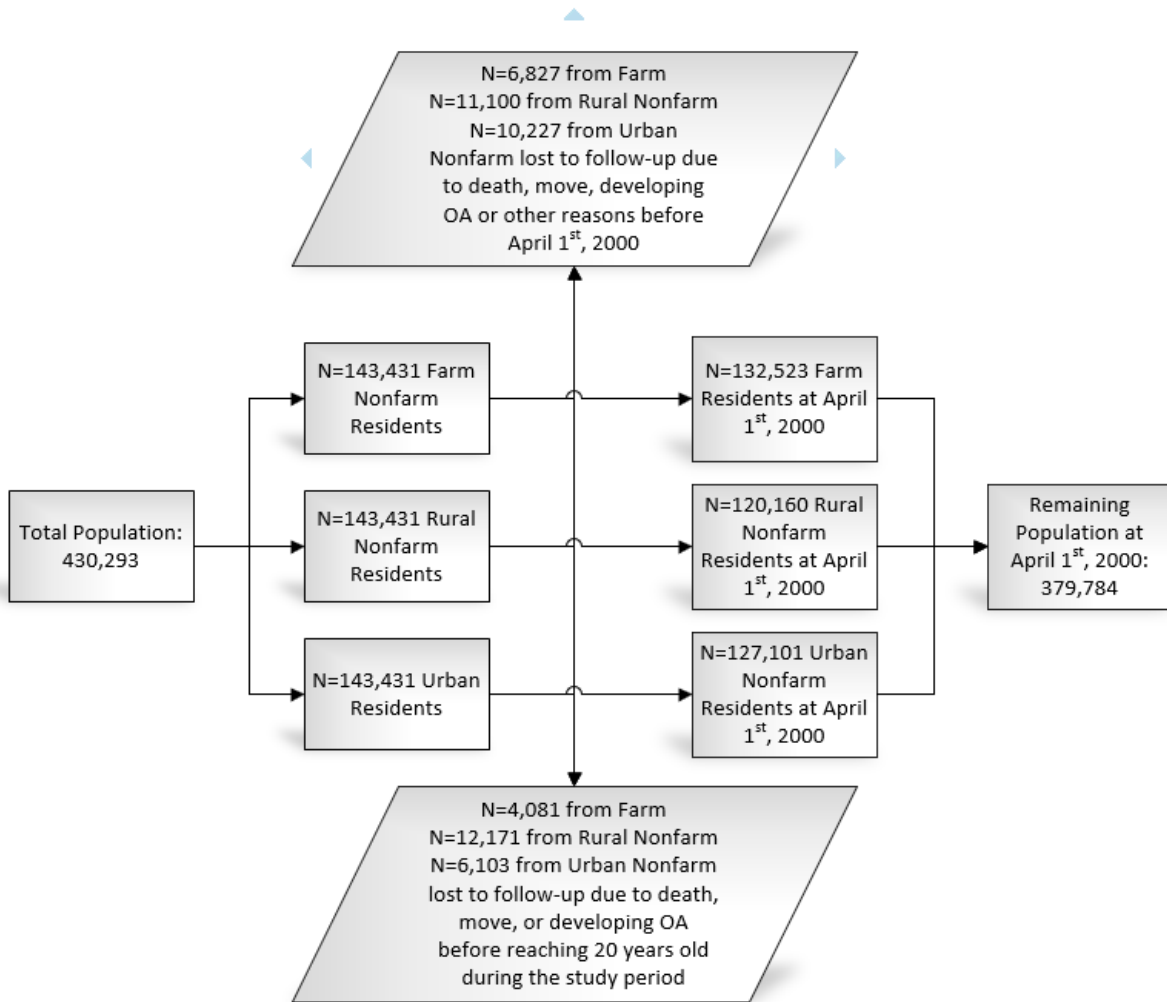 N=6,827 from Farm
N=11,100 from Rural Nonfarm
N=10,227 from Urban
Nonfarm lost to follow-up due
to death, move, developing
OA or other reasons before
April 1st, 2000
N=143,431 Farm
Nonfarm
Residents
N=132,523 Farm
Residents at April
1st, 2000
Total Population:
430,293
N=143,431 Rural
Nonfarm
Residents
N=120,160 Rural
Nonfarm
Residents at April
1st, 2000
Remaining
Population at
April 1st, 2000:
379,784
N=143,431 Urban
Residents
N=127,101 Urban
Nonfarm
Residents at April
1st, 2000
N=4,081 from Farm
N=12,171 from Rural Nonfarm
N=6,103 from Urban Nonfarm
lost to follow-up due to death,
move, or developing OA
before reaching 20 years old
during the study period